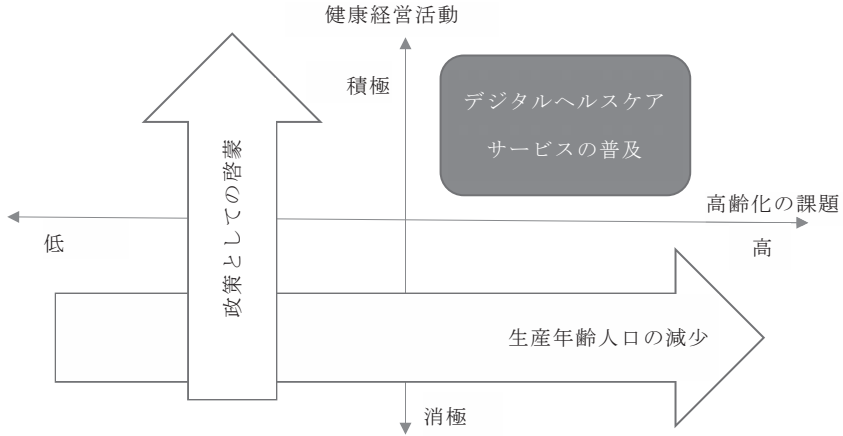 健康経営活動
積極
デジタルヘルスケア
サービスの普及
政策としての啓蒙
高齢化の課題
低
高
生産年齢人口の減少
消極